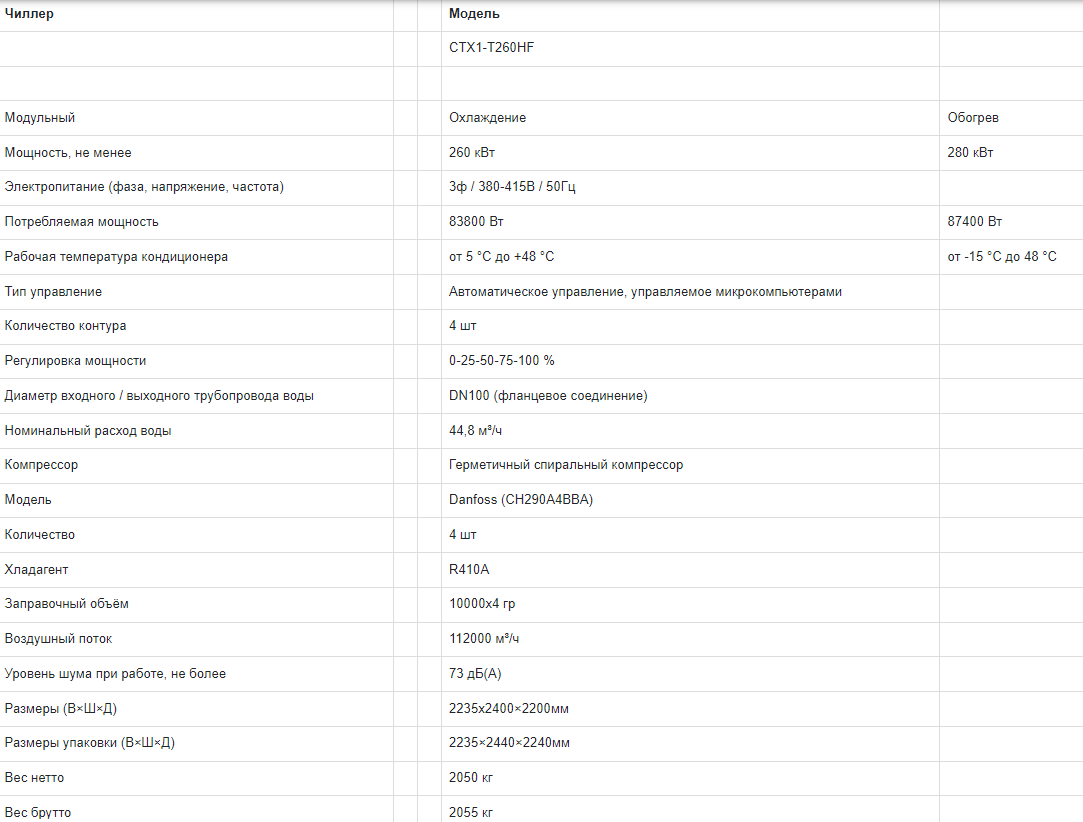 Чиллер Модель
CTX1-T260HF
Модульный Охлаждение Обогрев
Мощность, не менее 260 кВт 280 кВт
Электропитание (фаза, напряжение, частота) 3ф / 380-415В / 50Гц
Потребляемая мощность 83800 Вт 87400 Вт
Рабочая температура кондиционера от 5 °C до +48 °C от -15 °C до 48 °C
Тип управления Автоматическое управление, управляемое микрокомпьютерами
Количество контура 4 шт
Регулировка мощности 0-25-50-75-100 %
Диаметр входного / выходного трубопровода воды DN100 (фланцевое соединение)
Номинальный расход воды 44,8 м³/ч
Компрессор Герметичный спиральный компрессор
Модель Danfoss (CH290A4BBA)
Количество 4 шт
Хладагент R410A
Заправочный объём 10000x4 гр
Воздушный поток 112000 м³/ч
Уровень шума при работе, не более 73 дБ(А)
Размеры (В×Ш×Д) 2235x2400×2200мм
Размеры упаковки (В×Ш×Д) 2235×2440×2240мм
Вес нетто 2050 кг
Вес брутто 2055 кг